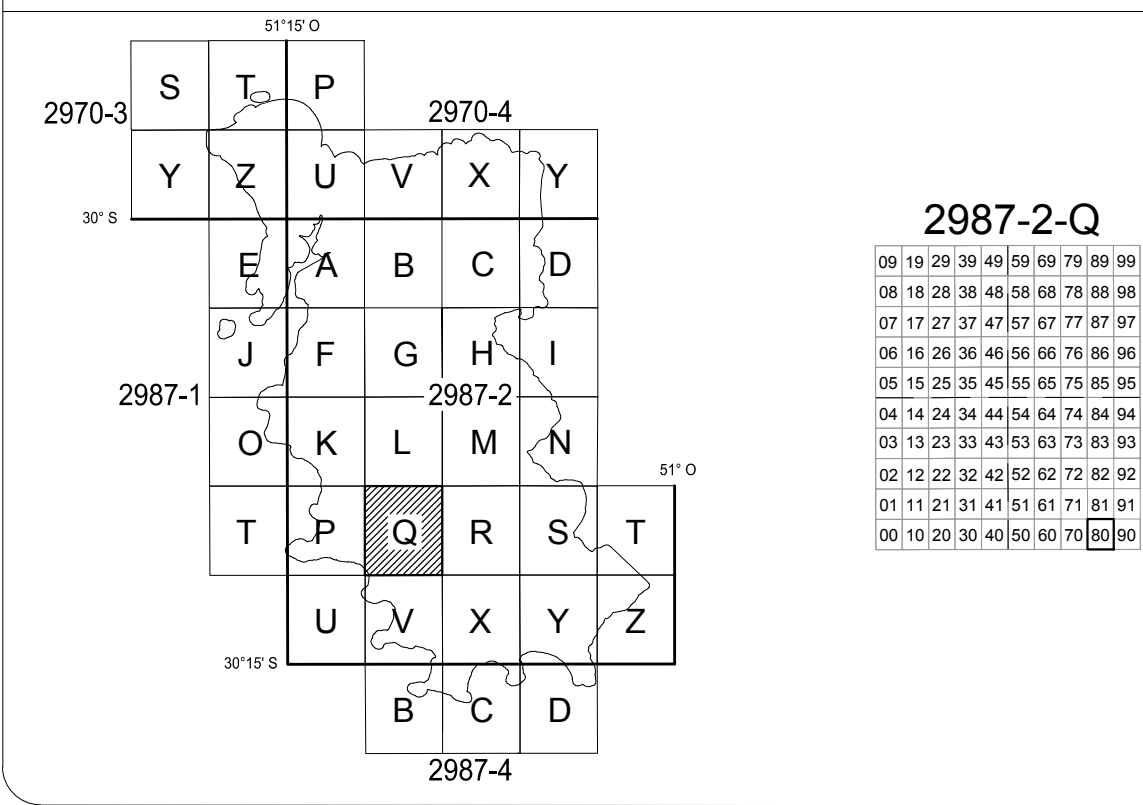 51°15' O
S T P
2970-3 2970-4
Y Z U V X Y
30° S
E A B C D
J F G H I
2987-1 2987-2
O K L M N
51° O
T P Q R S T
U V X Y Z
30°15' S
B C D
2987-4
2987-2-Q
09 19 29 39 49 59 69 79 89 99
08 18 28 38 48 58 68 78 88 98
07 17 27 37 47 57 67 77 87 97
06 16 26 36 46 56 66 76 86 96
05 15 25 35 45 55 65 75 85 95
04 14 24 34 44 54 64 74 84 94
03 13 23 33 43 53 63 73 83 93
02 12 22 32 42 52 62 72 82 92
01 11 21 31 41 51 61 71 81 91
00 10 20 30 40 50 60 70 80 90